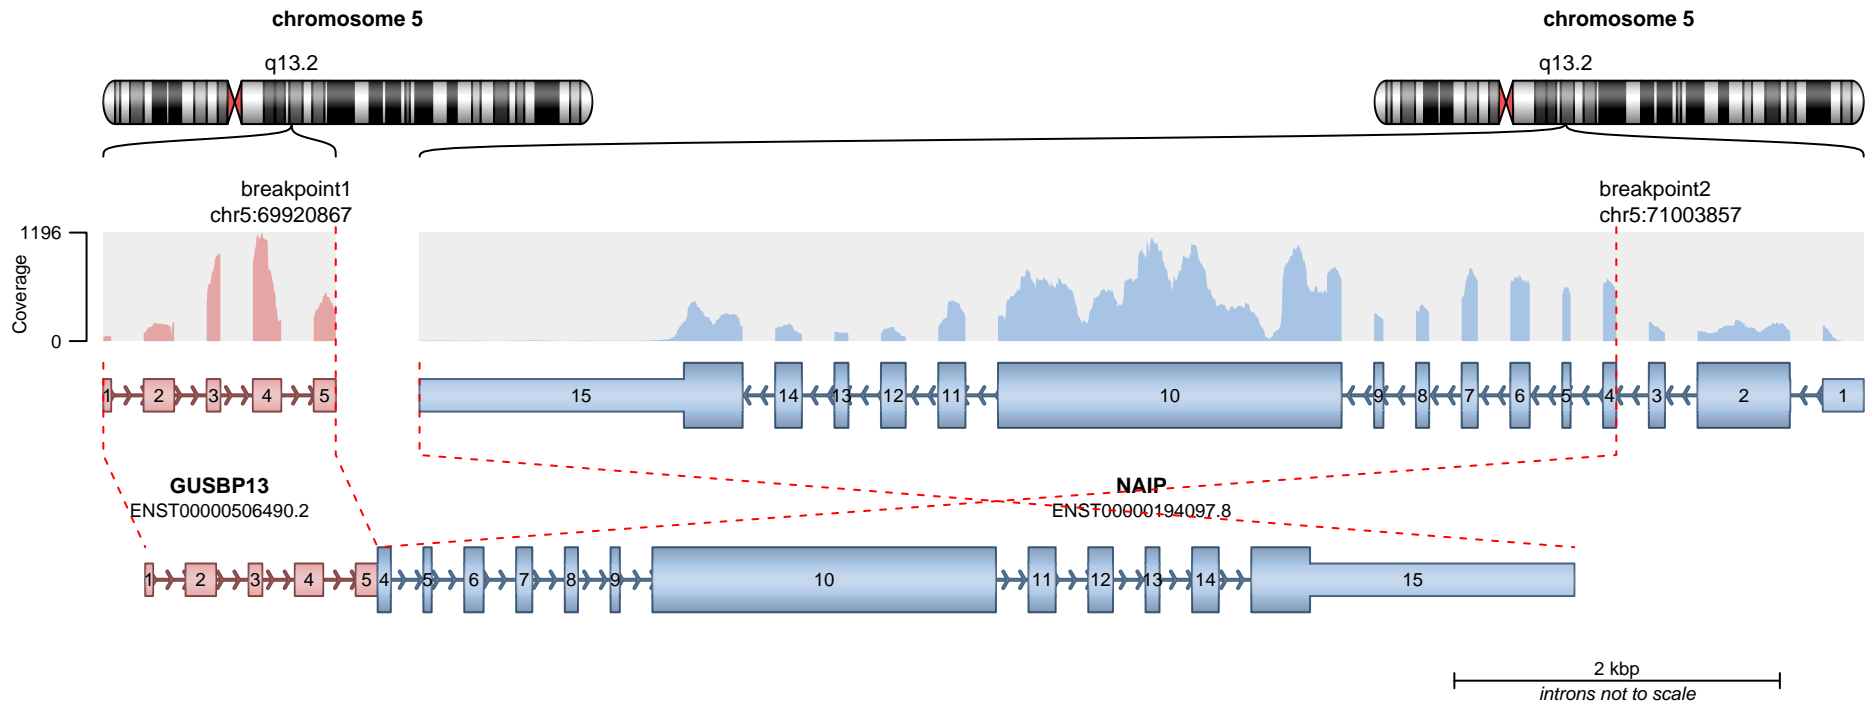 chromosome 5
chromosome 5
q13.2
q13.2
breakpoint1
chr5:69920867
breakpoint2
chr5:71003857
1196
Coverage
0
1 2 3 4 5
15 14 13 12 11 10 9 8 7 6 5 4 3 2 1
GUSBP13
ENST00000506490.2
NAIP
ENST00000194097.8
1 2 3 4 5 4 5 6 7 8 9 10 11 12 13 14 15
2 kbp
introns not to scale